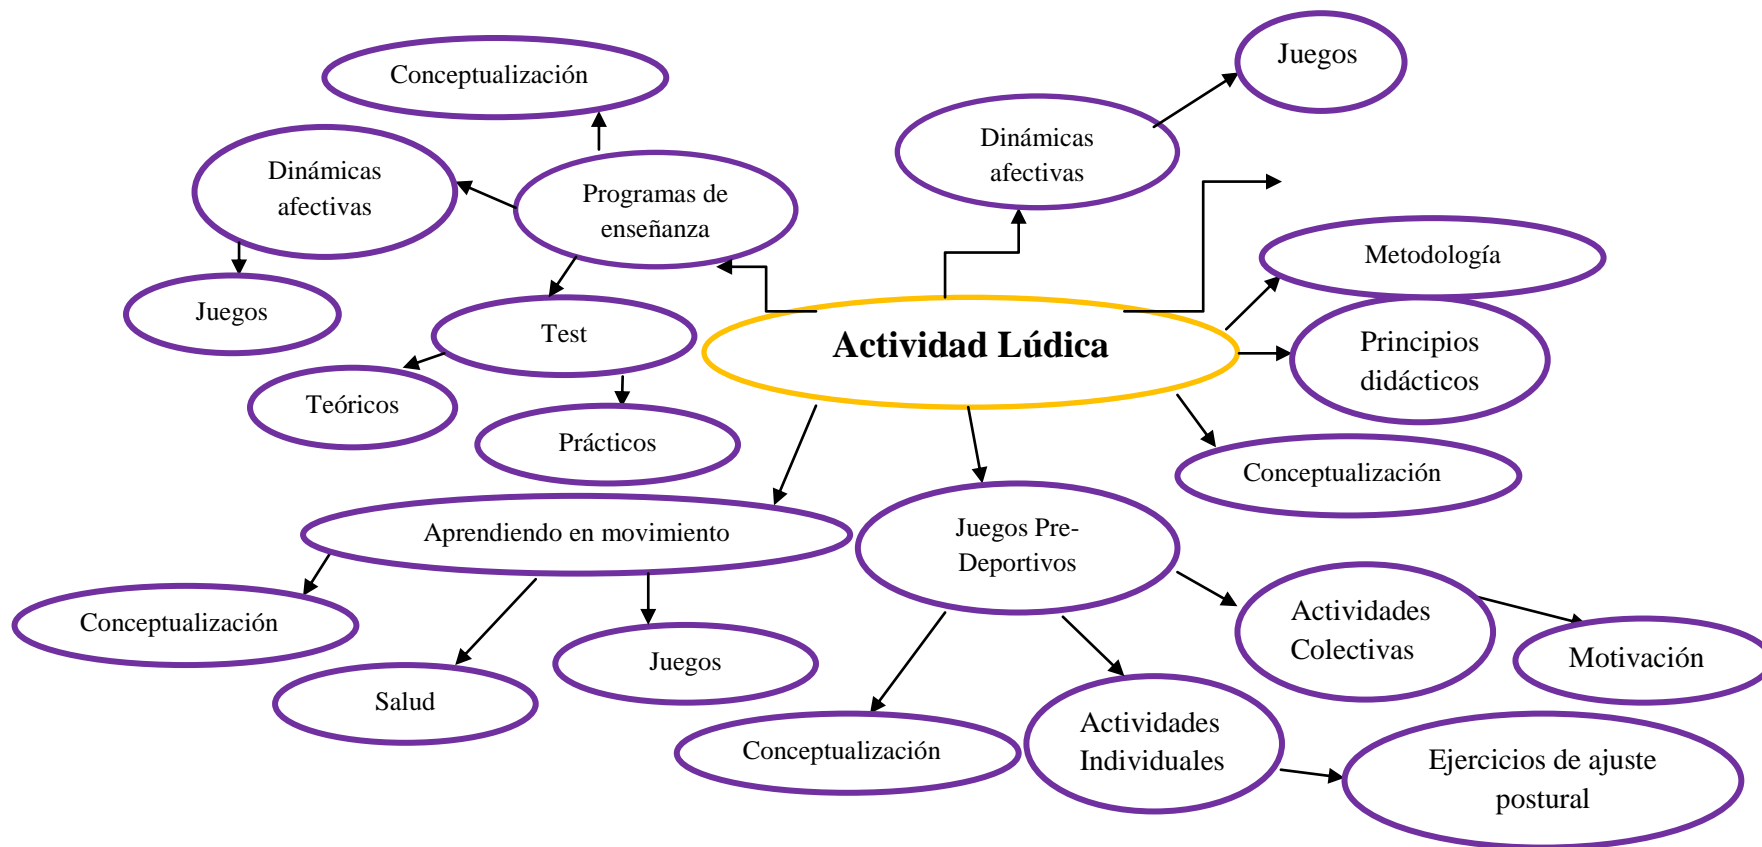 Juegos
Conceptualización
Dinámicas
afectivas
Dinámicas
afectivas
Programas de
enseñanza
Metodología
Juegos
Test
Actividad Lúdica
Principios
didácticos
Teóricos
Prácticos
Conceptualización
Aprendiendo en movimiento
Juegos Pre-
Deportivos
Conceptualización
Actividades
Colectivas
Juegos
Motivación
Salud
Conceptualización
Actividades
Individuales
Ejercicios de ajuste
postural